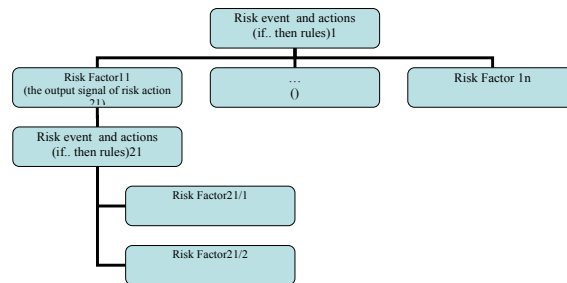 Risk event and actions
(if.. then rules)1
Risk Factor11
(the output signal of risk action
21)
...
()
Risk Factor 1n
Risk event and actions
(if.. then rules)21
Risk Factor21/1
Risk Factor21/2